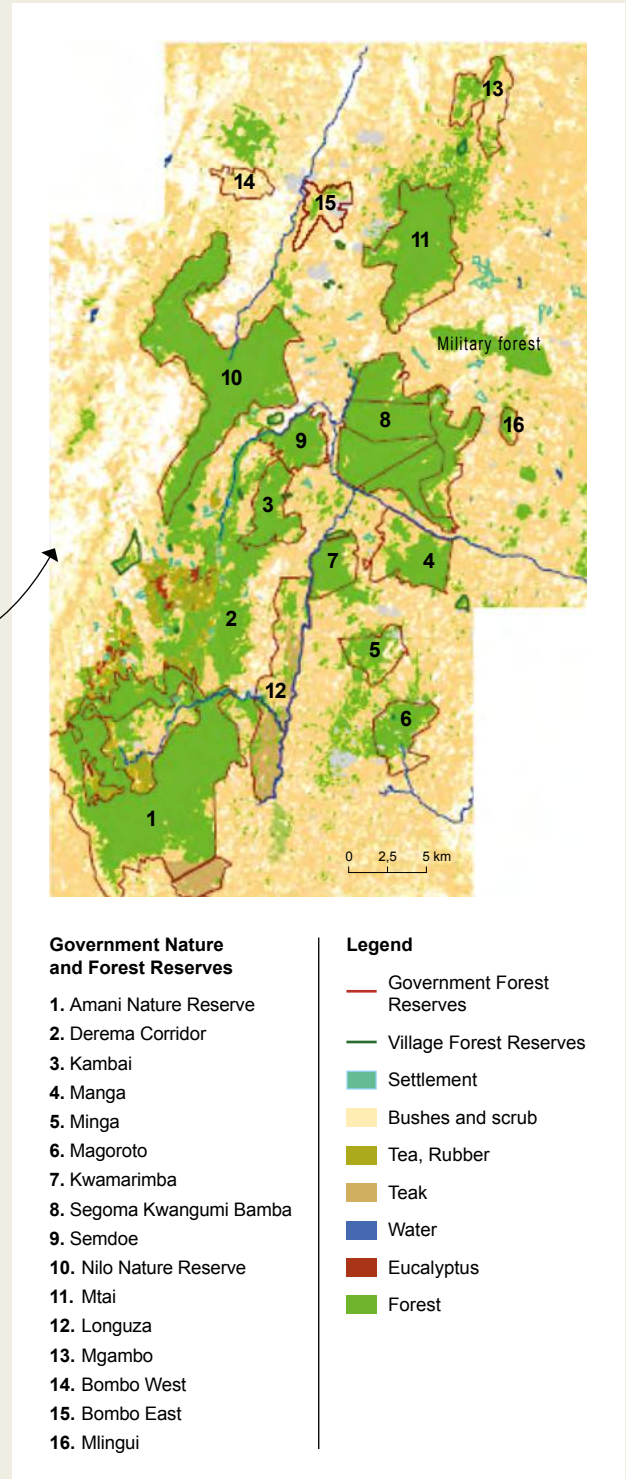 13
14
15
11
Military forest
10
8
16
9
3
7
4
2
5
12
6
1
0 2,5 5 km
Government Nature
and Forest Reserves
1. Amani Nature Reserve
2. Derema Corridor
3. Kambai
4. Manga
5. Minga
6. Magoroto
7. Kwamarimba
8. Segoma Kwangumi Bamba
9. Semdoe
10. Nilo Nature Reserve
11. Mtai
12. Longuza
13. Mgambo
14. Bombo West
15. Bombo East
16. Mlingui
Legend
Government Forest
Reserves
Village Forest Reserves
Settlement
Bushes and scrub
Tea, Rubber
Teak
Water
Eucalyptus
Forest